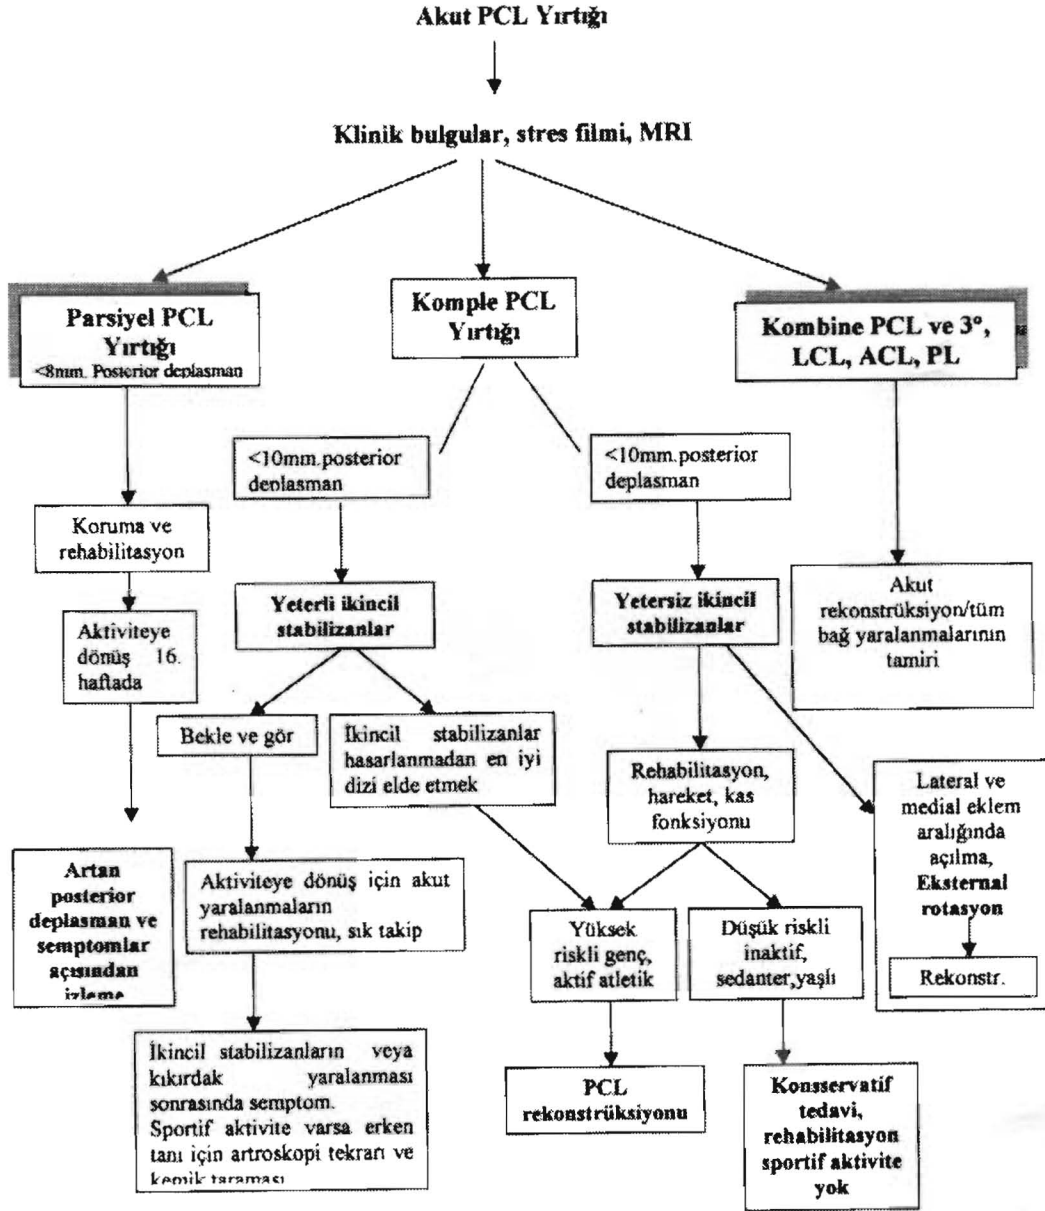 Akut PCL Yırtığı
Klinik bulgular, stres filmi, MRI
Parsiyel PCL
Yırtığı
<8mm. Posterior deplasman
Komple PCL
Yırtığı
Kombine PCL ve 3º,
LCL, ACL, PL
<10mm.posterior
deplasman
<10mm.posterior
deplasman
Koruma ve
rehabilitasyon
Yeterli ikincil
stabilizanlar
Yetersiz ikincil
stabilizanlar
Akut
rekonstrüksiyon/tüm
bağ yaralanmalarının
tamiri
Aktiviteye
dönüş 16.
haftada
Bekle ve gör
İkincil stabilizanlar
hasarlanmadan en iyi
dizi elde etmek
Rehabilitasyon,
hareket, kas
fonksiyonu
Lateral ve
medial eklem
aralığında
açılma,
Eksternal
rotasyon
Rekonstr.
Artan
posterior
deplasman ve
semptomlar
açısından
izleme
Aktiviteye dönüş için akut
yaralanmaların
rehabilitasyonu, sık takip
Yüksek
riskli genç,
aktif atletik
Düşük riskli
inaktif,
sedanter,yaşlı
İkincil stabilizanların veya
kıkırdak yaralanması
sonrasında semptom.
Sportif aktivite varsa erken
tanı için artroskopi tekrarı ve
kemik taraması
PCL
rekonstrüksiyonu
Konsservatif
tedavi,
rehabilitasyon
sportif aktivite
yok